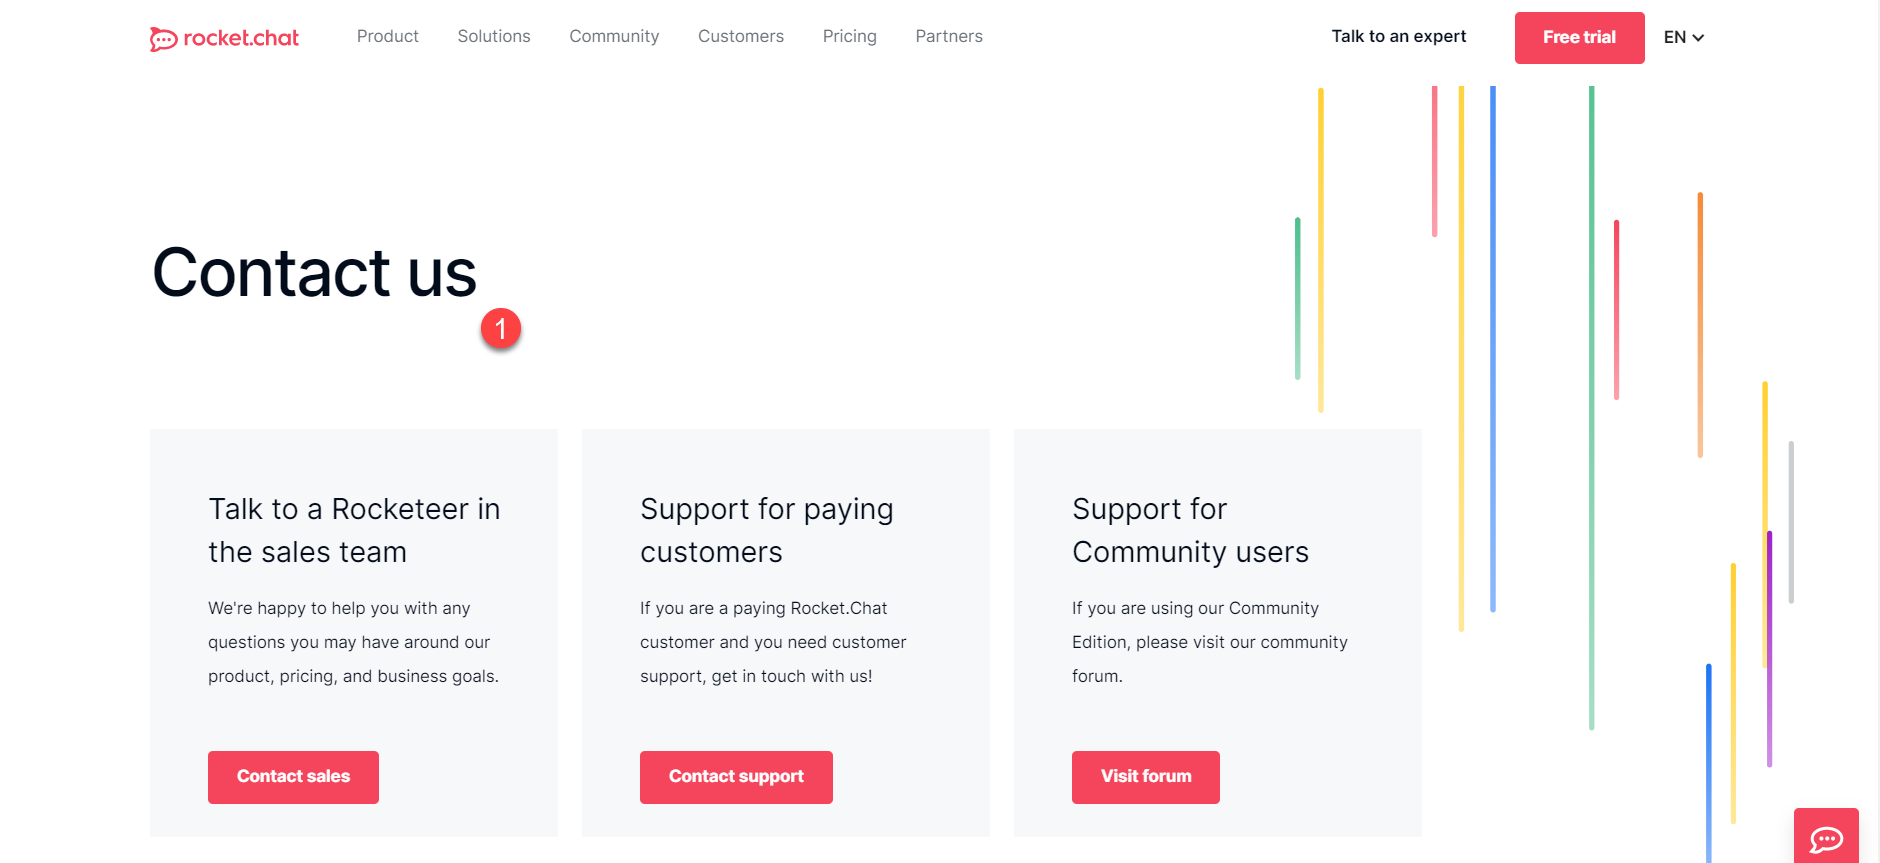 rocket.chat
Product Solutions Community Customers Pricing Partners
Talk to an expert
Free trial
EN
Contact us
1
Talk to a Rocketeer in
the sales team
We're happy to help you with any
questions you may have around our
product, pricing, and business goals.
Contact sales
Support for paying
customers
If you are a paying Rocket.Chat
customer and you need customer
support, get in touch with us!
Contact support
Support for
Community users
If you are using our Community
Edition, please visit our community
forum.
Visit forum